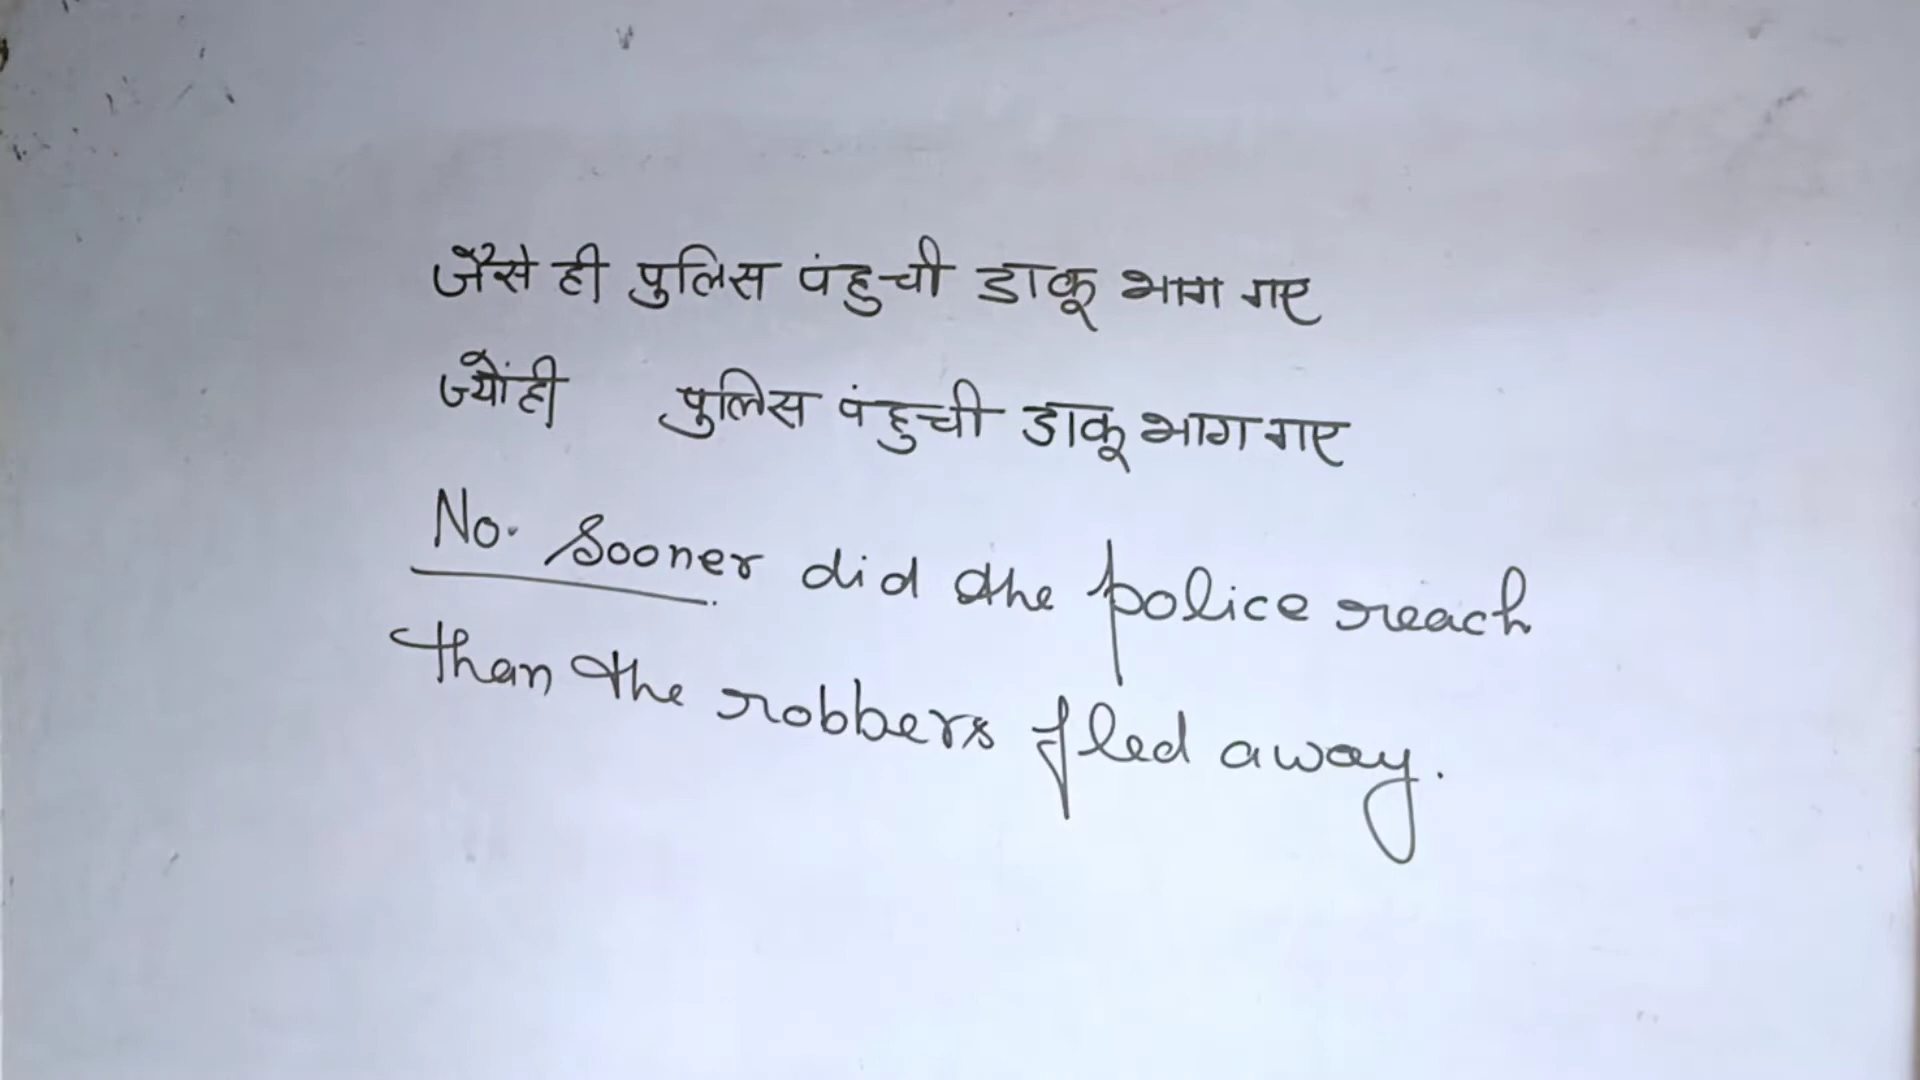 जैसे ही पुलिस पंहुची डाकू भाग गए
ज्योंही पुलिस पंहुची डाकू भाग गए
No. Sooner did the police reach
than the robbers fled away.